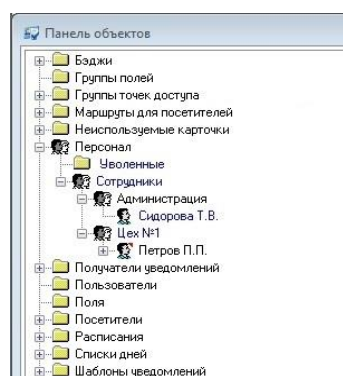 Панель объектов
Бэджи
Группы полей
Группы точек доступа
Маршруты для посетителей
Неиспользуемые карточки
Персонал
Уволенные
Сотрудники
Администрация
Сидорова Т.В.
Цех №1
Петров П.П.
Получатели уведомлений
Пользователи
Поля
Посетители
Расписания
Списки дней
Шаблоны уведомлений